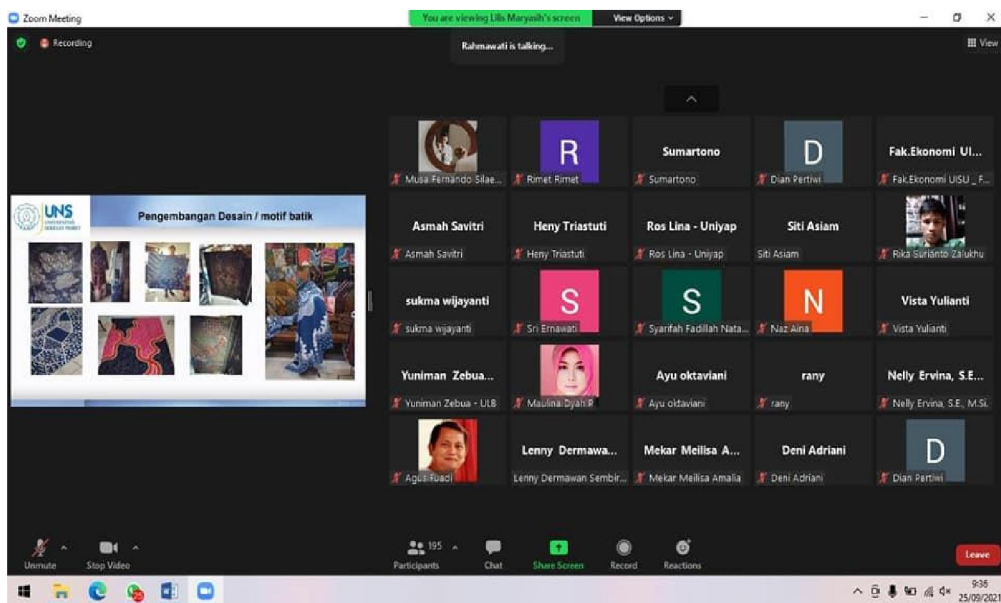 Zoom Meeting
You are viewing Lilis Maryasih's screen
View Options
Recording
Rahmawati is talking...
View
UNS
UNIVERSITAS
SEBELAS MARET
Pengembangan Desain / motif batik
Musa Fernando Silae...
R
Rimet Rimet
Sumartono
Sumartono
D
Dian Pertiwi
Fak.Ekonomi UI...
Fak.Ekonomi UISU _ F...
Asmah Savitri
Asmah Savitri
Heny Triastuti
Heny Triastuti
Ros Lina - Uniyap
Ros Lina - Uniyap
Siti Asiam
Siti Asiam
Rika Surianto Zalukhu
sukma wijayanti
sukma wijayanti
S
Sri Ernawati
S
Syarifah Fadillah Nata...
N
Naz Aina
Vista Yulianti
Vista Yulianti
Yuniman Zebua...
Yuniman Zebua - ULB
Maulina Dyah P
Ayu oktaviani
Ayu oktaviani
rany
rany
Nelly Ervina, S.E...
Nelly Ervina, S.E., M.Si.
Agus Fuadi
Lenny Dermawa...
Lenny Dermawan Sembir...
Mekar Meilisa A...
Mekar Meilisa Amalia
Deni Adriani
Deni Adriani
D
Dian Pertiwi
Unmute
Stop Video
195
Participants
Chat
Share Screen
Record
Reactions
Leave
9:36
25/09/2021